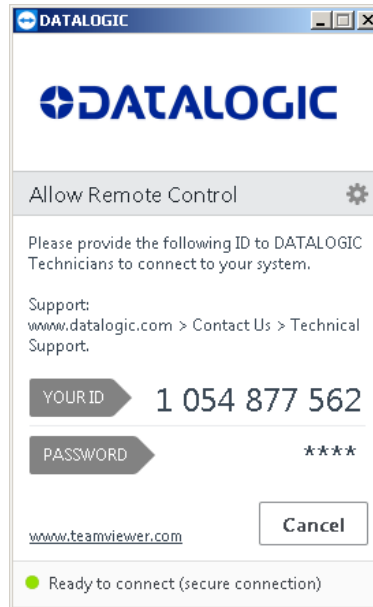 DATALOGIC
DATALOGIC
Allow Remote Control
Please provide the following ID to DATALOGIC
Technicians to connect to your system.
Support:
www.datalogic.com > Contact Us > Technical
Support.
YOUR ID 1 054 877 562
PASSWORD ****
www.teamviewer.com Cancel
Ready to connect (secure connection)